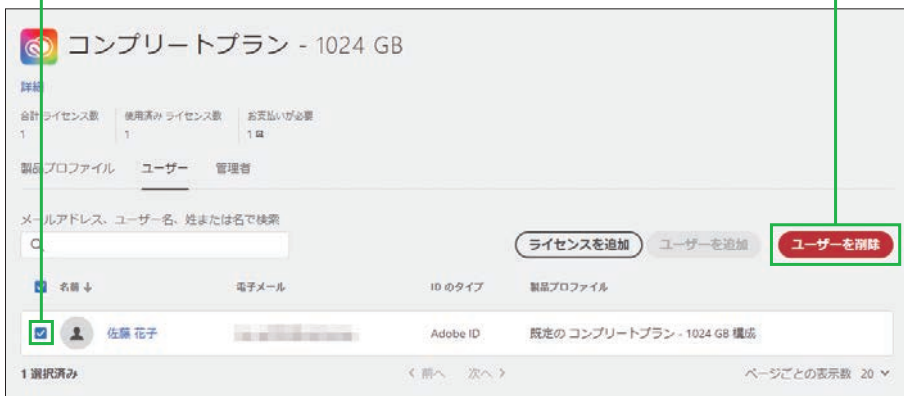 コンプリートプラン - 1024 GB
詳細
合計 ライセンス数 使用済み ライセンス数 お支払いが必要
1 1 1
製品プロファイル ユーザー 管理者
メールアドレス、ユーザー名、姓または名で検索
ライセンスを追加 ユーザーを追加 ユーザーを削除
名前 ↓ 電子メール ID のタイプ 製品プロファイル
佐藤 花子 Adobe ID 既定の コンプリートプラン - 1024 GB 構成
1 選択済み 〈 前へ 次へ 〉 ページごとの表示数 20